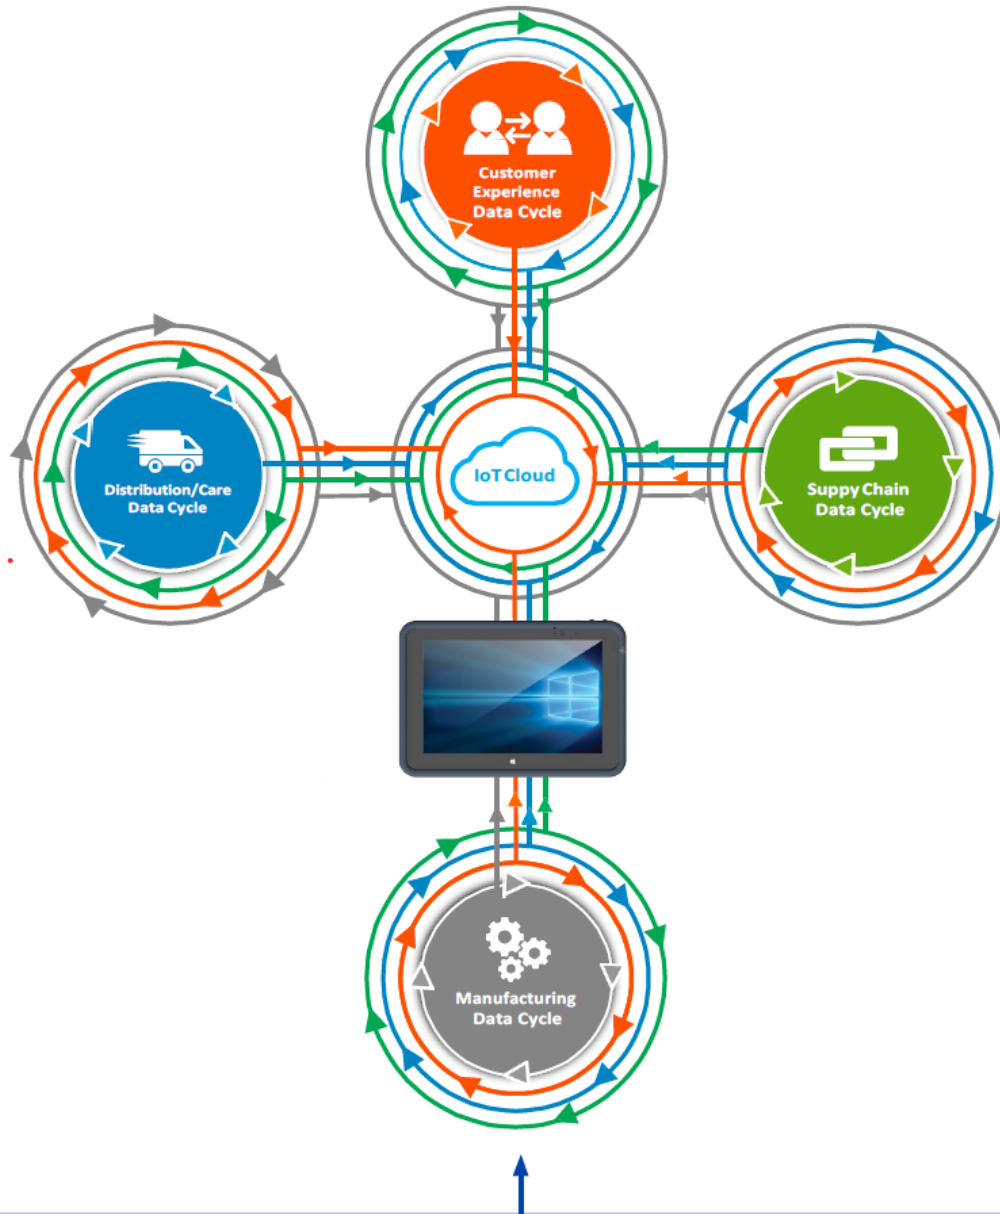 Customer
Experience
Data Cycle
Distribution/Care
Data Cycle
IoT Cloud
Suppy Chain
Data Cycle
Manufacturing
Data Cycle